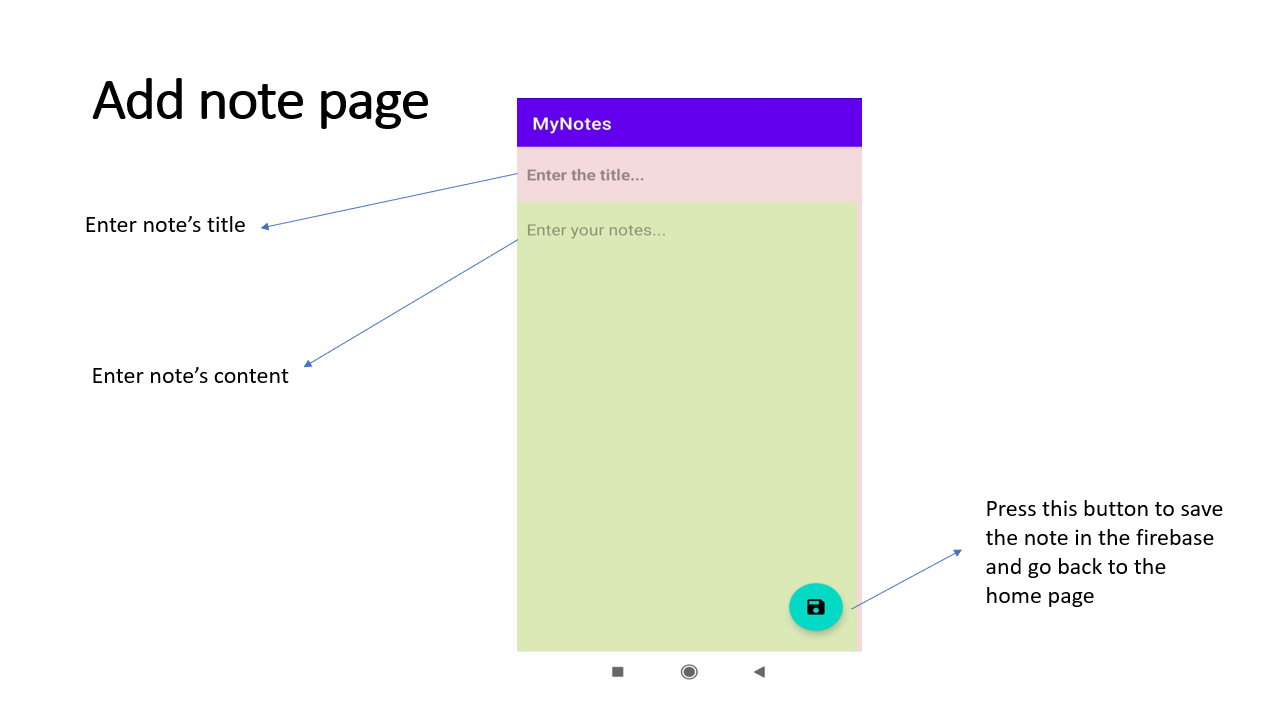 Add note page
MyNotes
Enter the title...
Enter note’s title
Enter your notes...
Enter note’s content
Press this button to save
the note in the firebase
and go back to the
home page